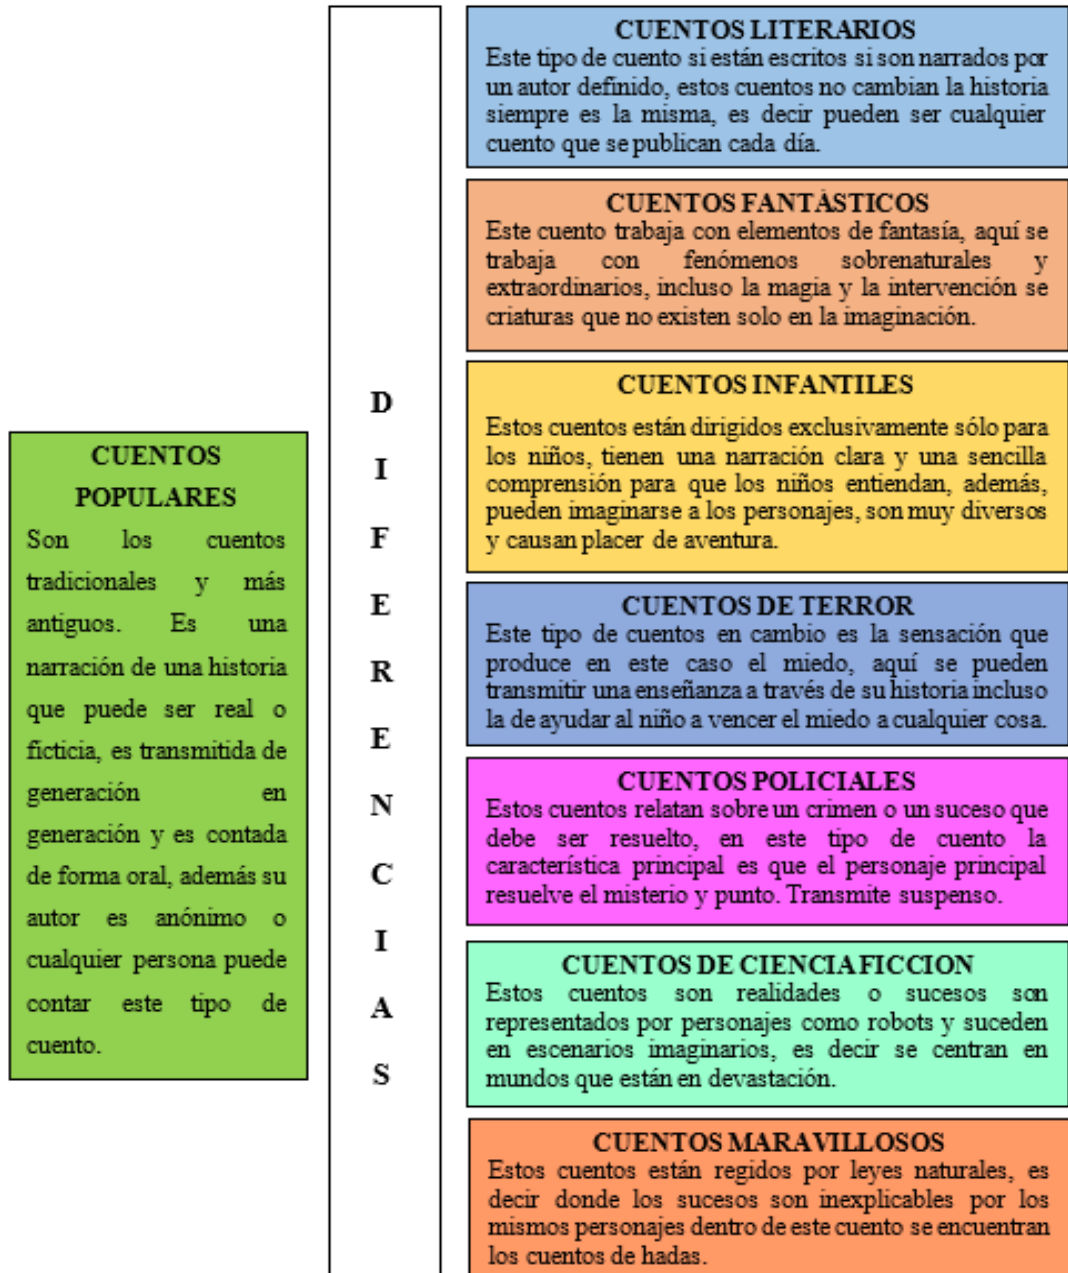 CUENTOS
POPULARES
Son los cuentos
tradicionales y más
antiguos. Es una
narración de una historia
que puede ser real o
ficticia, es transmitida de
generación en
generación y es contada
de forma oral, además su
autor es anónimo o
cualquier persona puede
contar este tipo de
cuento.
D
I
F
E
R
E
N
C
I
A
S
CUENTOS LITERARIOS
Este tipo de cuento si están escritos si son narrados por
un autor definido, estos cuentos no cambian la historia
siempre es la misma, es decir pueden ser cualquier
cuento que se publican cada día.
CUENTOS FANTÁSTICOS
Este cuento trabaja con elementos de fantasía, aquí se
trabaja con fenómenos sobrenaturales y
extraordinarios, incluso la magia y la intervención se
criaturas que no existen solo en la imaginación.
CUENTOS INFANTILES
Estos cuentos están dirigidos exclusivamente sólo para
los niños, tienen una narración clara y una sencilla
comprensión para que los niños entiendan, además,
pueden imaginarse a los personajes, son muy diversos
y causan placer de aventura.
CUENTOS DE TERROR
Este tipo de cuentos en cambio es la sensación que
produce en este caso el miedo, aquí se pueden
transmitir una enseñanza a través de su historia incluso
la de ayudar al niño a vencer el miedo a cualquier cosa.
CUENTOS POLICIALES
Estos cuentos relatan sobre un crimen o un suceso que
debe ser resuelto, en este tipo de cuento la
característica principal es que el personaje principal
resuelve el misterio y punto. Transmite suspenso.
CUENTOS DE CIENCIA FICCION
Estos cuentos son realidades o sucesos son
representados por personajes como robots y suceden
en escenarios imaginarios, es decir se centran en
mundos que están en devastación.
CUENTOS MARAVILLOSOS
Estos cuentos están regidos por leyes naturales, es
decir donde los sucesos son inexplicables por los
mismos personajes dentro de este cuento se encuentran
los cuentos de hadas.